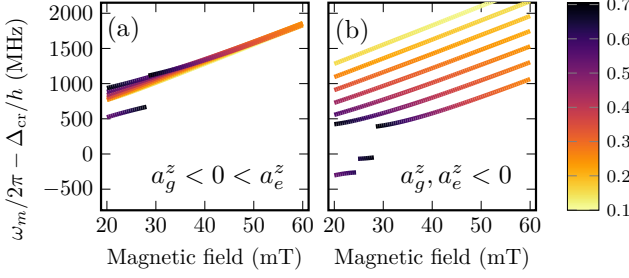 ω_m/2π − Δ_cr/h (MHz)
2000
1500
1000
500
0
−500
(a)
a_g^z < 0 < a_e^z
20 30 40 50 60
Magnetic field (mT)
(b)
a_g^z, a_e^z < 0
20 30 40 50 60
Magnetic field (mT)
0.7
0.6
0.5
0.4
0.3
0.2
0.1